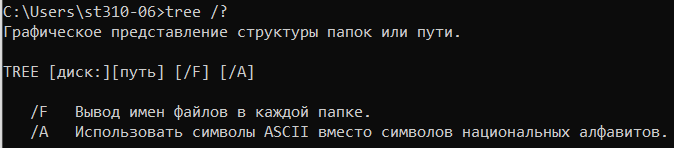 C:\Users\st310-06>tree /?
Графическое представление структуры папок или пути.
TREE [диск:][путь] [/F] [/A]
/F   Вывод имен файлов в каждой папке.
/A   Использовать символы ASCII вместо символов национальных алфавитов.